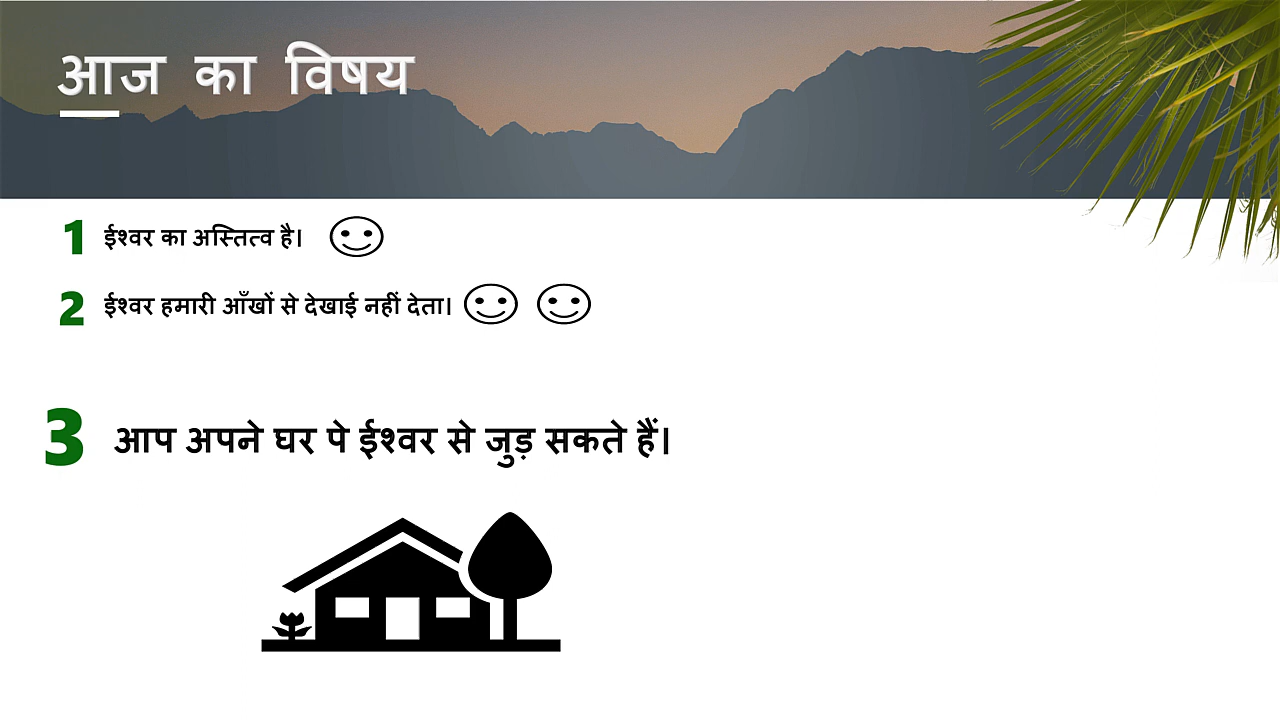 आज का विषय
1 ईश्वर का अस्तित्व है।
2 ईश्वर हमारी आँखों से देखाई नहीं देता।
3 आप अपने घर पे ईश्वर से जुड़ सकते हैं।